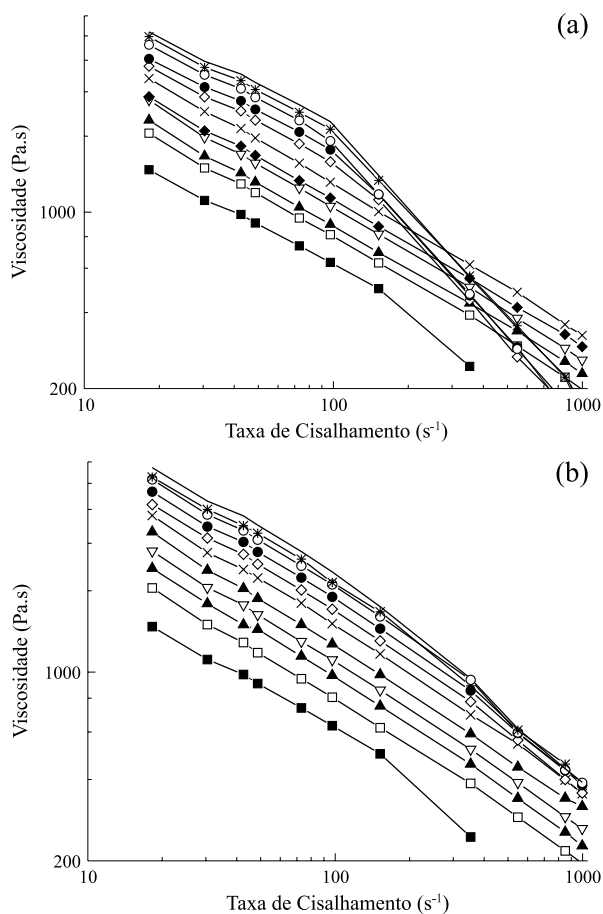 (a)
Viscosidade (Pa.s)
1000
200
10
100
1000
Taxa de Cisalhamento (s⁻¹)
(b)
Viscosidade (Pa.s)
1000
200
10
100
1000
Taxa de Cisalhamento (s⁻¹)